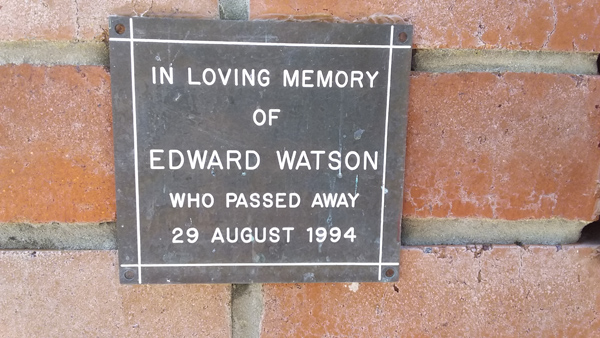 IN LOVING MEMORY
OF
EDWARD WATSON
WHO PASSED AWAY
29 AUGUST 1994